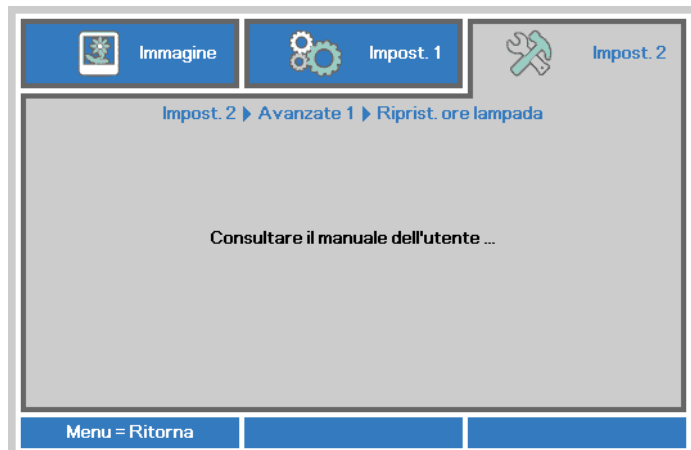 Immagine
Impost. 1
Impost. 2
Impost. 2 ▶ Avanzate 1 ▶ Riprist. ore lampada
Consultare il manuale dell'utente ...
Menu = Ritorna